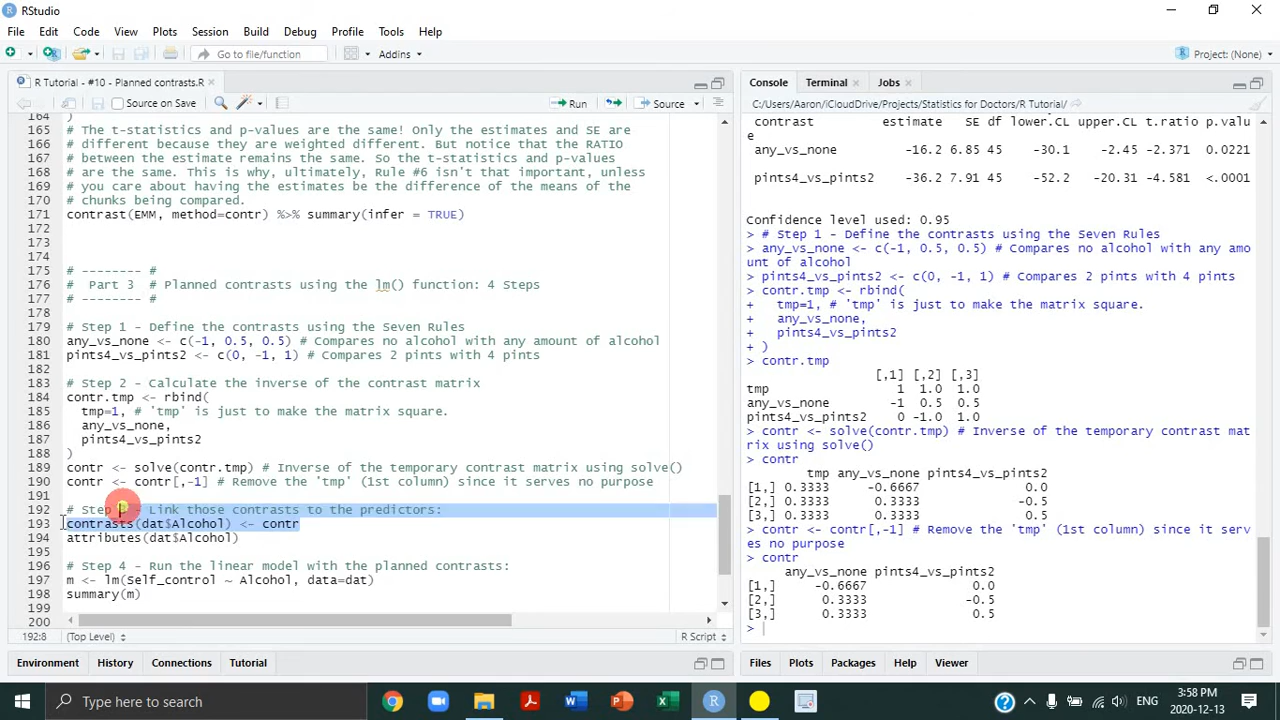 RStudio
File Edit Code View Plots Session Build Debug Profile Tools Help
Go to file/function Addins Project: (None)
R Tutorial - #10 - Planned contrasts.R
Source on Save Run Source
164 )
165 # The t-statistics and p-values are the same! Only the estimates and SE are
166 # different because they are weighted different. But notice that the RATIO
167 # between the estimate remains the same. So the t-statistics and p-values
168 # are the same. This is why, ultimately, Rule #6 isn't that important, unless
169 # you care about having the estimates be the difference of the means of the
170 # chunks being compared.
171 contrast(EMM, method=contr) %>% summary(infer = TRUE)
172
173
174
175 # -------- #
176 #  Part 3  # Planned contrasts using the lm() function: 4 Steps
177 # -------- #
178
179 # Step 1 - Define the contrasts using the Seven Rules
180 any_vs_none <- c(-1, 0.5, 0.5) # Compares no alcohol with any amount of alcohol
181 pints4_vs_pints2 <- c(0, -1, 1) # Compares 2 pints with 4 pints
182
183 # Step 2 - Calculate the inverse of the contrast matrix
184 contr.tmp <- rbind(
185 tmp=1, # 'tmp' is just to make the matrix square.
186 any_vs_none,
187 pints4_vs_pints2
188 )
189 contr <- solve(contr.tmp) # Inverse of the temporary contrast matrix using solve()
190 contr <- contr[,-1] # Remove the 'tmp' (1st column) since it serves no purpose
191
192 # Step - Link those contrasts to the predictors:
193 contrasts(dat$Alcohol) <- contr
194 attributes(dat$Alcohol)
195
196 # Step 4 - Run the linear model with the planned contrasts:
197 m <- lm(Self_control ~ Alcohol, data=dat)
198 summary(m)
199
200
192:8 (Top Level) R Script
Environment History Connections Tutorial
Console Terminal Jobs
C:/Users/Aaron/iCloudDrive/Projects/Statistics for Doctors/R Tutorial/
contrast estimate SE df lower.CL upper.CL t.ratio p.valu
e
any_vs_none -16.2 6.85 45 -30.1 -2.45 -2.371 0.0221
pints4_vs_pints2 -36.2 7.91 45 -52.2 -20.31 -4.581 <.0001
Confidence level used: 0.95
> # Step 1 - Define the contrasts using the Seven Rules
> any_vs_none <- c(-1, 0.5, 0.5) # Compares no alcohol with any amo
unt of alcohol
> pints4_vs_pints2 <- c(0, -1, 1) # Compares 2 pints with 4 pints
> contr.tmp <- rbind(
+ tmp=1, # 'tmp' is just to make the matrix square.
+ any_vs_none,
+ pints4_vs_pints2
+ )
> contr.tmp
[,1] [,2] [,3]
tmp 1 1.0 1.0
any_vs_none -1 0.5 0.5
pints4_vs_pints2 0 -1.0 1.0
> contr <- solve(contr.tmp) # Inverse of the temporary contrast mat
rix using solve()
> contr
tmp any_vs_none pints4_vs_pints2
[1,] 0.3333 -0.6667 0.0
[2,] 0.3333 0.3333 -0.5
[3,] 0.3333 0.3333 0.5
> contr <- contr[,-1] # Remove the 'tmp' (1st column) since it serv
es no purpose
> contr
any_vs_none pints4_vs_pints2
[1,] -0.6667 0.0
[2,] 0.3333 -0.5
[3,] 0.3333 0.5
>
Files Plots Packages Help Viewer
Type here to search
ENG
3:58 PM
2020-12-13